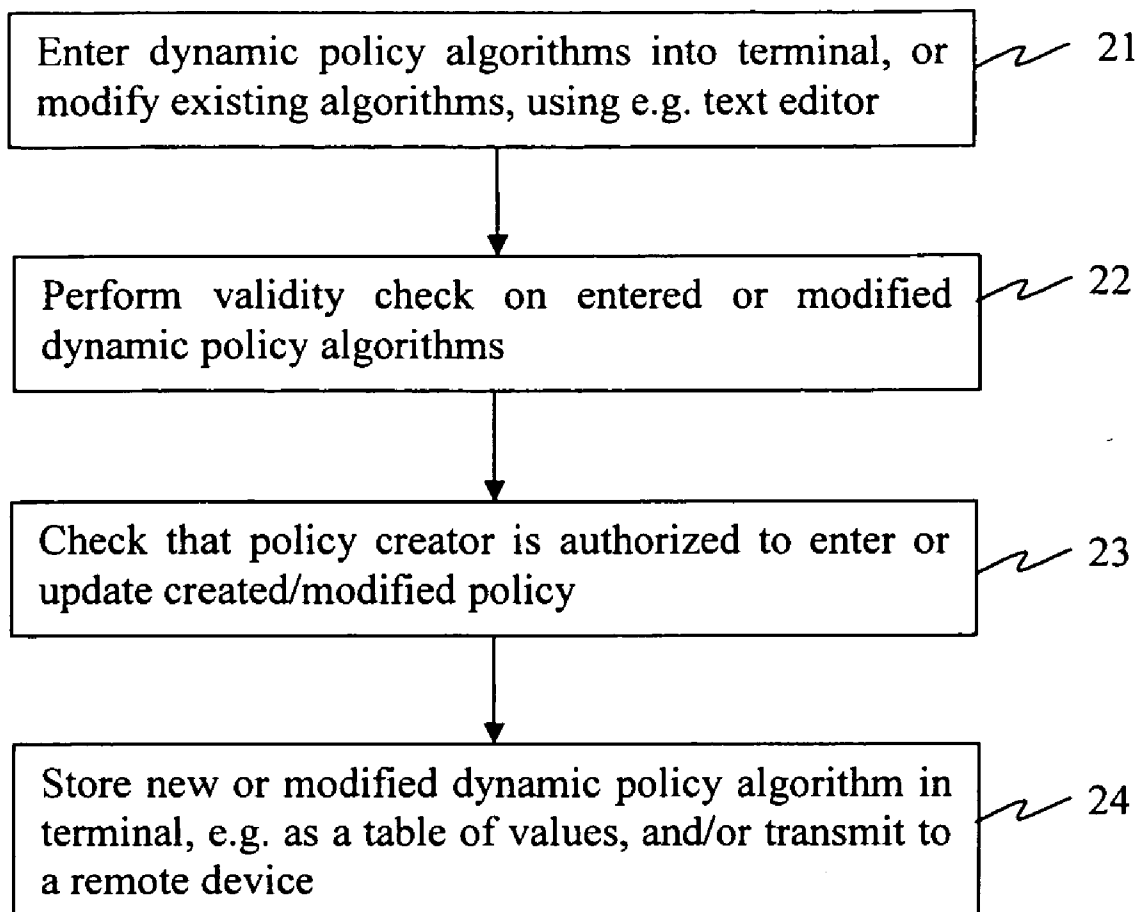 Enter dynamic policy algorithms into terminal, or
modify existing algorithms, using e.g. text editor
21
Perform validity check on entered or modified
dynamic policy algorithms
22
Check that policy creator is authorized to enter or
update created/modified policy
23
Store new or modified dynamic policy algorithm in
terminal, e.g. as a table of values, and/or transmit to
a remote device
24